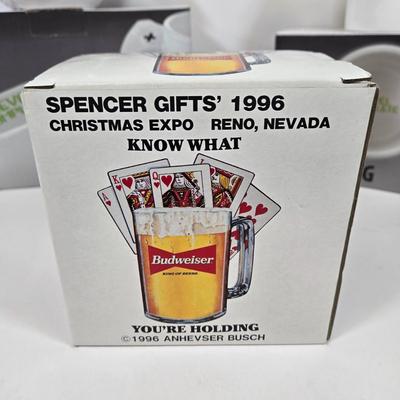 SPENCER GIFTS' 1996
CHRISTMAS EXPO RENO, NEVADA
KNOW WHAT
K
Q
J
Budweiser
KING OF BEERS
YOU'RE HOLDING
©1996 ANHEVSER BUSCH